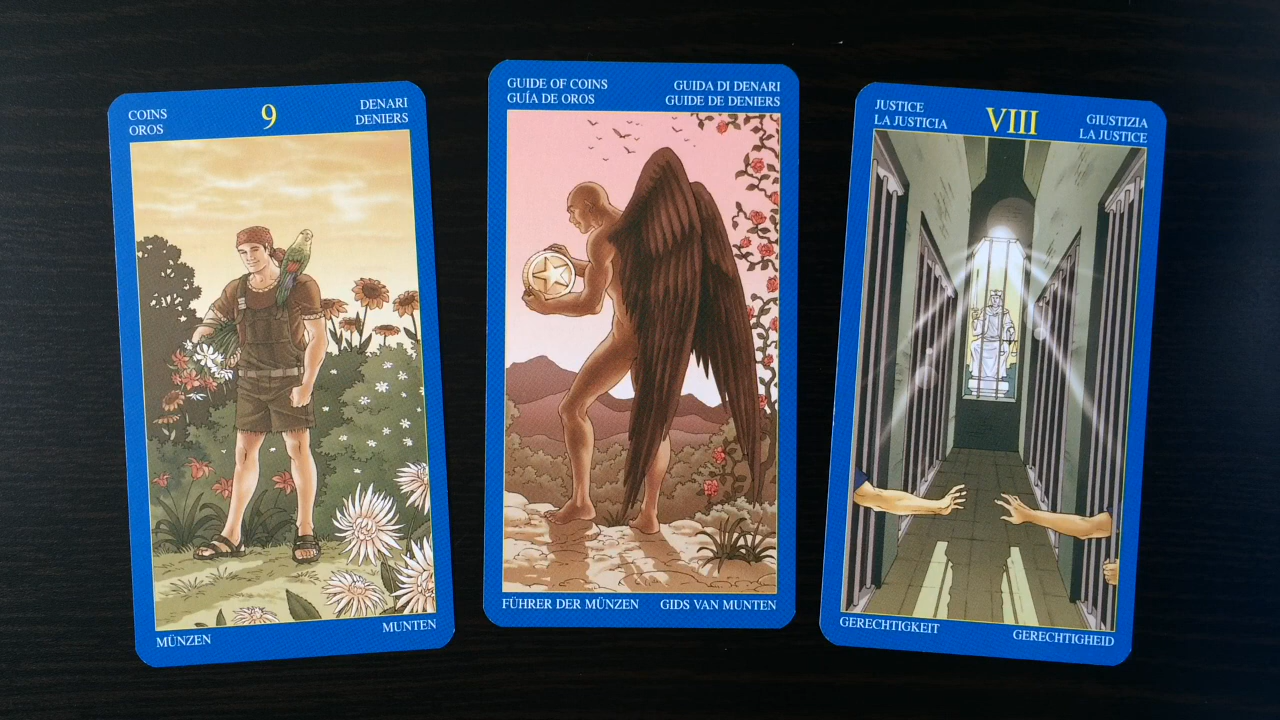 COINS
OROS
9
DENARI
DENIERS
MÜNZEN
MUNTEN
GUIDE OF COINS
GUÍA DE OROS
GUIDA DI DENARI
GUIDE DE DENIERS
FÜHRER DER MÜNZEN
GIDS VAN MUNTEN
JUSTICE
LA JUSTICIA
VIII
GIUSTIZIA
LA JUSTICE
GERECHTIGKEIT
GERECHTIGHEID